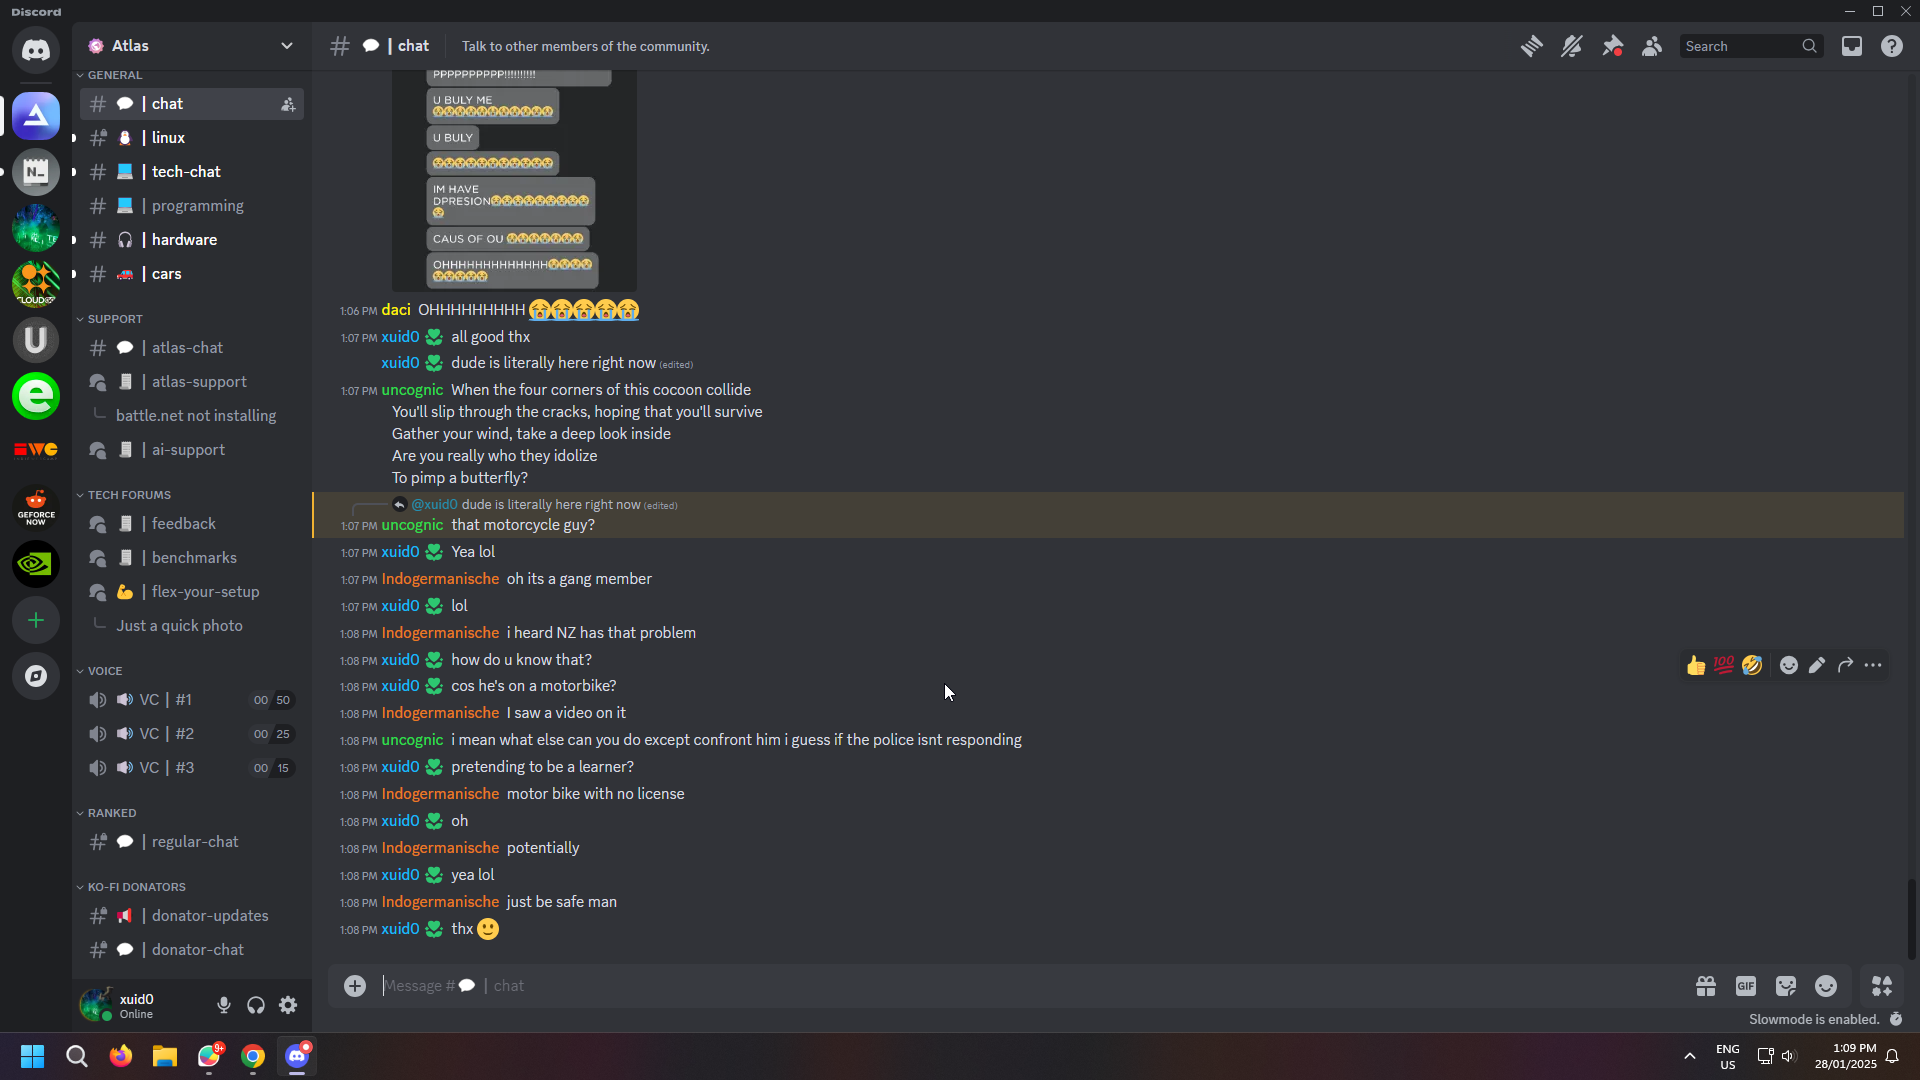 Discord
Atlas
GENERAL
# 💬 | chat
# 🐧 | linux
# 💻 | tech-chat
# 💻 | programming
# 🎧 | hardware
# 🚗 | cars
SUPPORT
# 💬 | atlas-chat
| atlas-support
battle.net not installing
| ai-support
TECH FORUMS
| feedback
| benchmarks
💪 | flex-your-setup
Just a quick photo
VOICE
🔊 VC | #1 00 50
🔊 VC | #2 00 25
🔊 VC | #3 00 15
RANKED
# 💬 | regular-chat
KO-FI DONATORS
# 📢 | donator-updates
# 💬 | donator-chat
xuid0
Online
N..
CLOUD
U
e
IWC
GEFORCE
NOW
# 💬 | chat Talk to other members of the community.
Search
PPPPPPPPPP!!!!!!!!!!
U BULY ME
😭😭😭😭😭😭😭😭😭😭😭
U BULY
😭😭😭😭😭😭😭😭😭😭😭
IM HAVE
DPRESION😭😭😭😭😭😭😭😭😭
😭
CAUS OF OU 😭😭😭😭😭😭😭
OHHHHHHHHHHHHH😭😭😭😭
😭😭😭😭😭
1:06 PM daci OHHHHHHHHH 😭😭😭😭😭
1:07 PM xuid0 all good thx
xuid0 dude is literally here right now (edited)
1:07 PM uncognic When the four corners of this cocoon collide
You'll slip through the cracks, hoping that you'll survive
Gather your wind, take a deep look inside
Are you really who they idolize
To pimp a butterfly?
@xuid0 dude is literally here right now (edited)
1:07 PM uncognic that motorcycle guy?
1:07 PM xuid0 Yea lol
1:07 PM Indogermanische oh its a gang member
1:07 PM xuid0 lol
1:08 PM Indogermanische i heard NZ has that problem
1:08 PM xuid0 how do u know that?
1:08 PM xuid0 cos he's on a motorbike?
1:08 PM Indogermanische I saw a video on it
1:08 PM uncognic i mean what else can you do except confront him i guess if the police isnt responding
1:08 PM xuid0 pretending to be a learner?
1:08 PM Indogermanische motor bike with no license
1:08 PM xuid0 oh
1:08 PM Indogermanische potentially
1:08 PM xuid0 yea lol
1:08 PM Indogermanische just be safe man
1:08 PM xuid0 thx 🙂
👍 💯 🤣
Message #💬 | chat
GIF
Slowmode is enabled.
9+
ENG
US
1:09 PM
28/01/2025